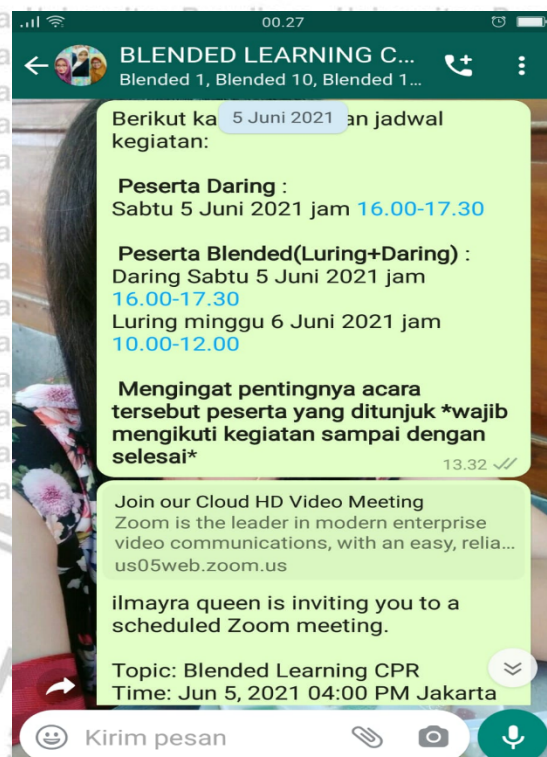 00.27
BLENDED LEARNING C...
Blended 1, Blended 10, Blended 1...
5 Juni 2021
Berikut ka an jadwal
kegiatan:
Peserta Daring :
Sabtu 5 Juni 2021 jam 16.00-17.30
Peserta Blended(Luring+Daring) :
Daring Sabtu 5 Juni 2021 jam
16.00-17.30
Luring minggu 6 Juni 2021 jam
10.00-12.00
Mengingat pentingnya acara
tersebut peserta yang ditunjuk *wajib
mengikuti kegiatan sampai dengan
selesai*
13.32
Join our Cloud HD Video Meeting
Zoom is the leader in modern enterprise
video communications, with an easy, relia...
us05web.zoom.us
ilmayra queen is inviting you to a
scheduled Zoom meeting.
Topic: Blended Learning CPR
Time: Jun 5, 2021 04:00 PM Jakarta
Kirim pesan